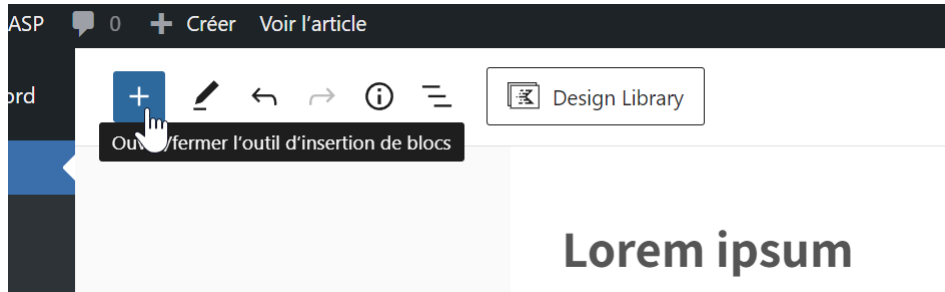 ASP 0 Créer Voir l'article
ord
Design Library
/fermer l'outil d'insertion de blocs
Lorem ipsum